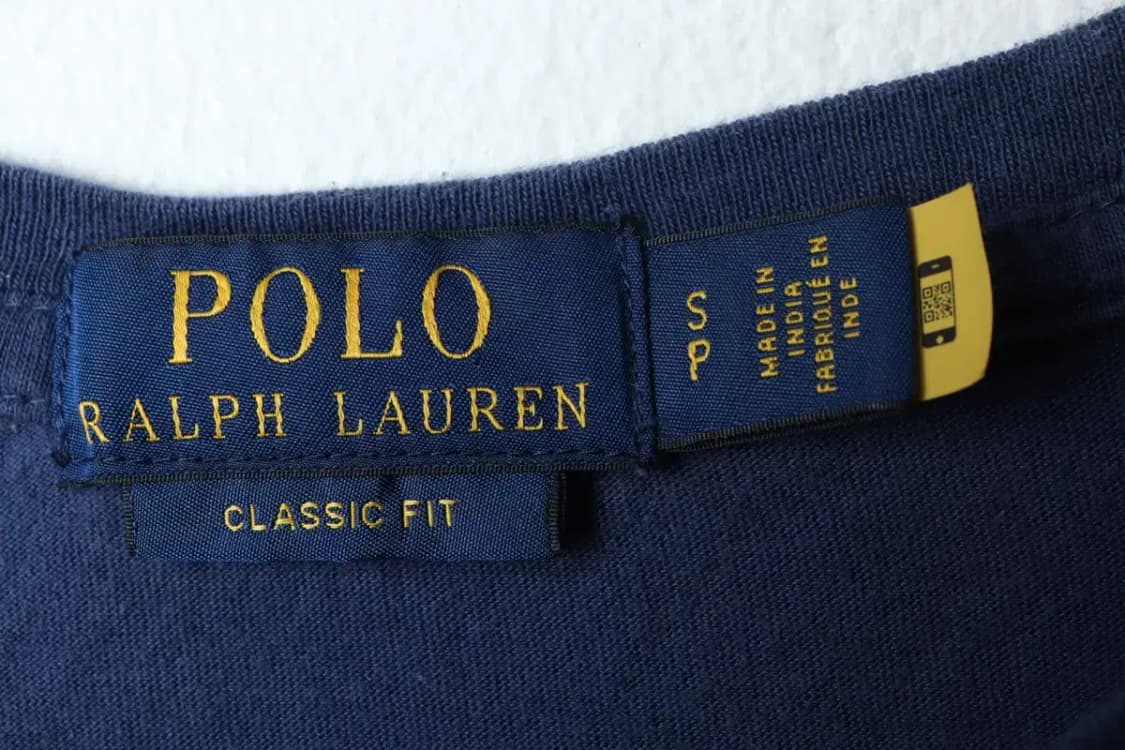 POLO
RALPH LAUREN
CLASSIC FIT
S
P
MADE IN
INDIA
FABRIQUÉ EN
INDE